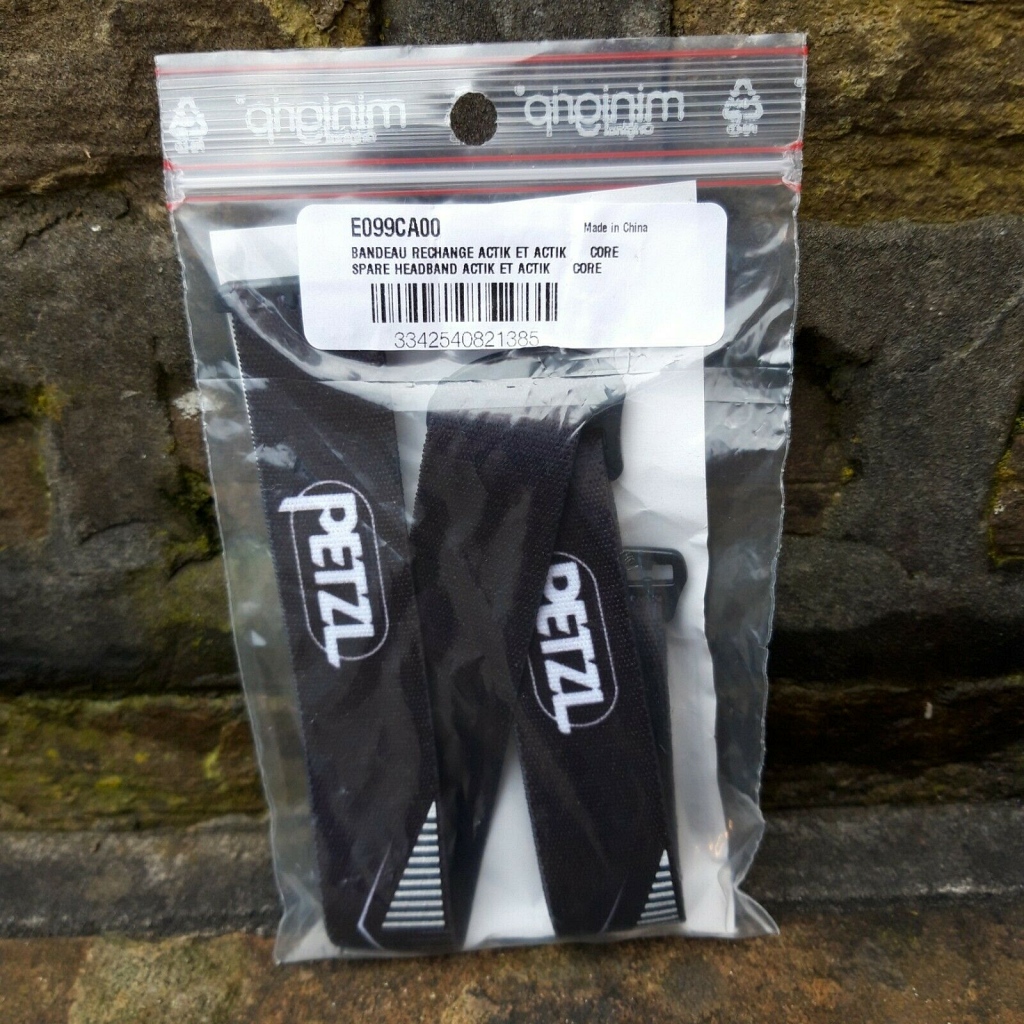 minigrip®
minigrip®
E099CA00
Made in China
BANDEAU RECHANGE ACTIK ET ACTIK CORE
SPARE HEADBAND ACTIK ET ACTIK CORE
3342540821385
PETZL
PETZL